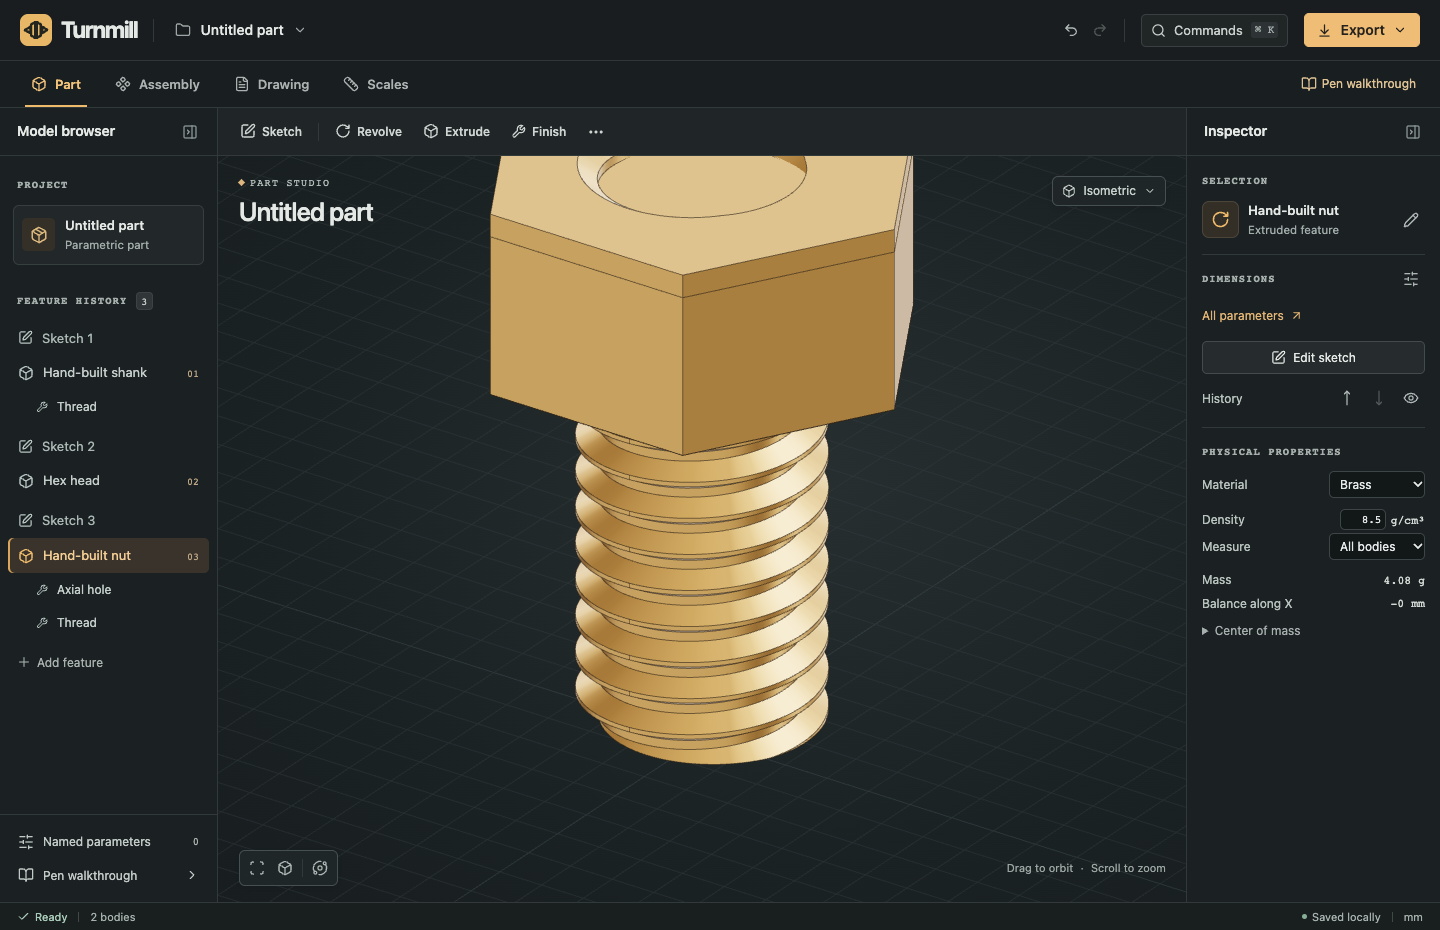 Turnmill
Untitled part
Commands ⌘ K
Export
Part
Assembly
Drawing
Scales
Pen walkthrough
Model browser
Sketch
Revolve
Extrude
Finish
Inspector
PROJECT
Untitled part
Parametric part
FEATURE HISTORY 3
Sketch 1
Hand-built shank 01
Thread
Sketch 2
Hex head 02
Sketch 3
Hand-built nut 03
Axial hole
Thread
Add feature
Named parameters 0
Pen walkthrough
PART STUDIO
Untitled part
Isometric
Drag to orbit · Scroll to zoom
SELECTION
Hand-built nut
Extruded feature
DIMENSIONS
All parameters
Edit sketch
History
PHYSICAL PROPERTIES
Material Brass
Density 8.5 g/cm³
Measure All bodies
Mass 4.08 g
Balance along X −0 mm
Center of mass
Ready
2 bodies
Saved locally
mm